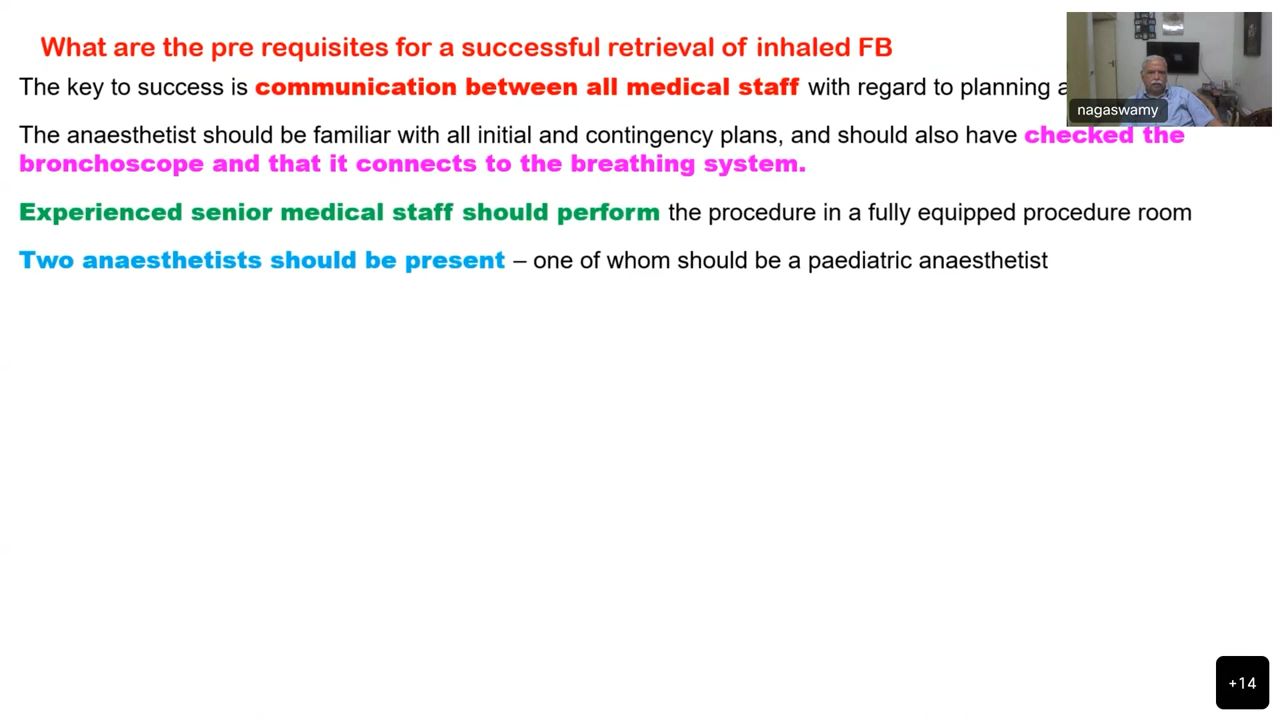 What are the pre requisites for a successful retrieval of inhaled FB
The key to success is communication between all medical staff with regard to planning
nagaswamy
The anaesthetist should be familiar with all initial and contingency plans, and should also have checked the
bronchoscope and that it connects to the breathing system.
Experienced senior medical staff should perform the procedure in a fully equipped procedure room
Two anaesthetists should be present – one of whom should be a paediatric anaesthetist
+14